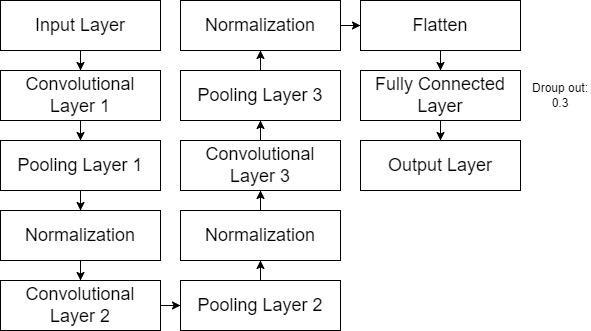 Input Layer
Convolutional
Layer 1
Pooling Layer 1
Normalization
Convolutional
Layer 2
Pooling Layer 2
Normalization
Convolutional
Layer 3
Pooling Layer 3
Normalization
Flatten
Fully Connected
Layer
Droup out:
0.3
Output Layer